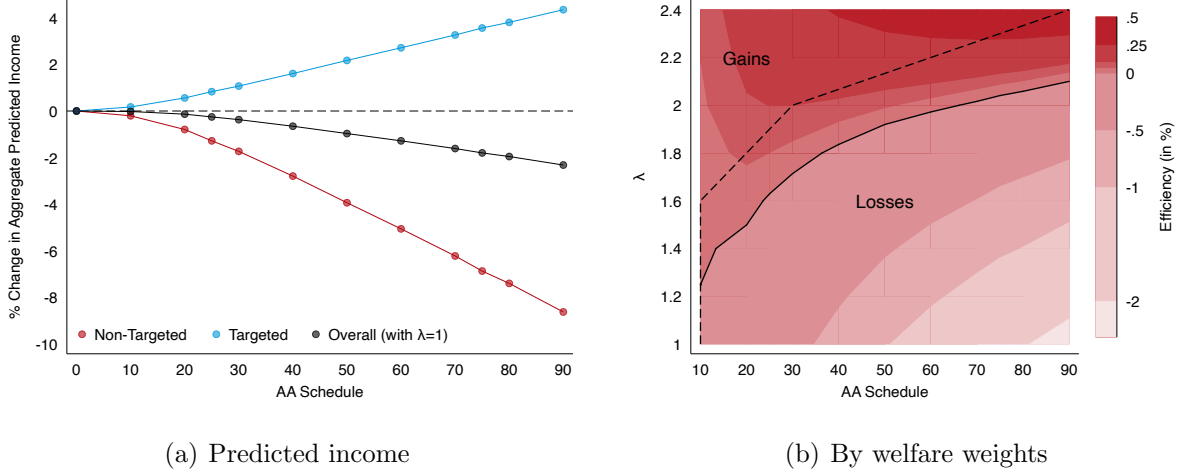 % Change in Aggregate Predicted Income
4
2
0
-2
-4
-6
-8
-10
Non-Targeted
Targeted
Overall (with λ=1)
0 10 20 30 40 50 60 70 80 90
AA Schedule
(a) Predicted income
λ
2.4
2.2
2
1.8
1.6
1.4
1.2
1
Gains
Losses
10 20 30 40 50 60 70 80 90
AA Schedule
.5
.25
0
-.5
-1
-2
Efficiency (in %)
(b) By welfare weights